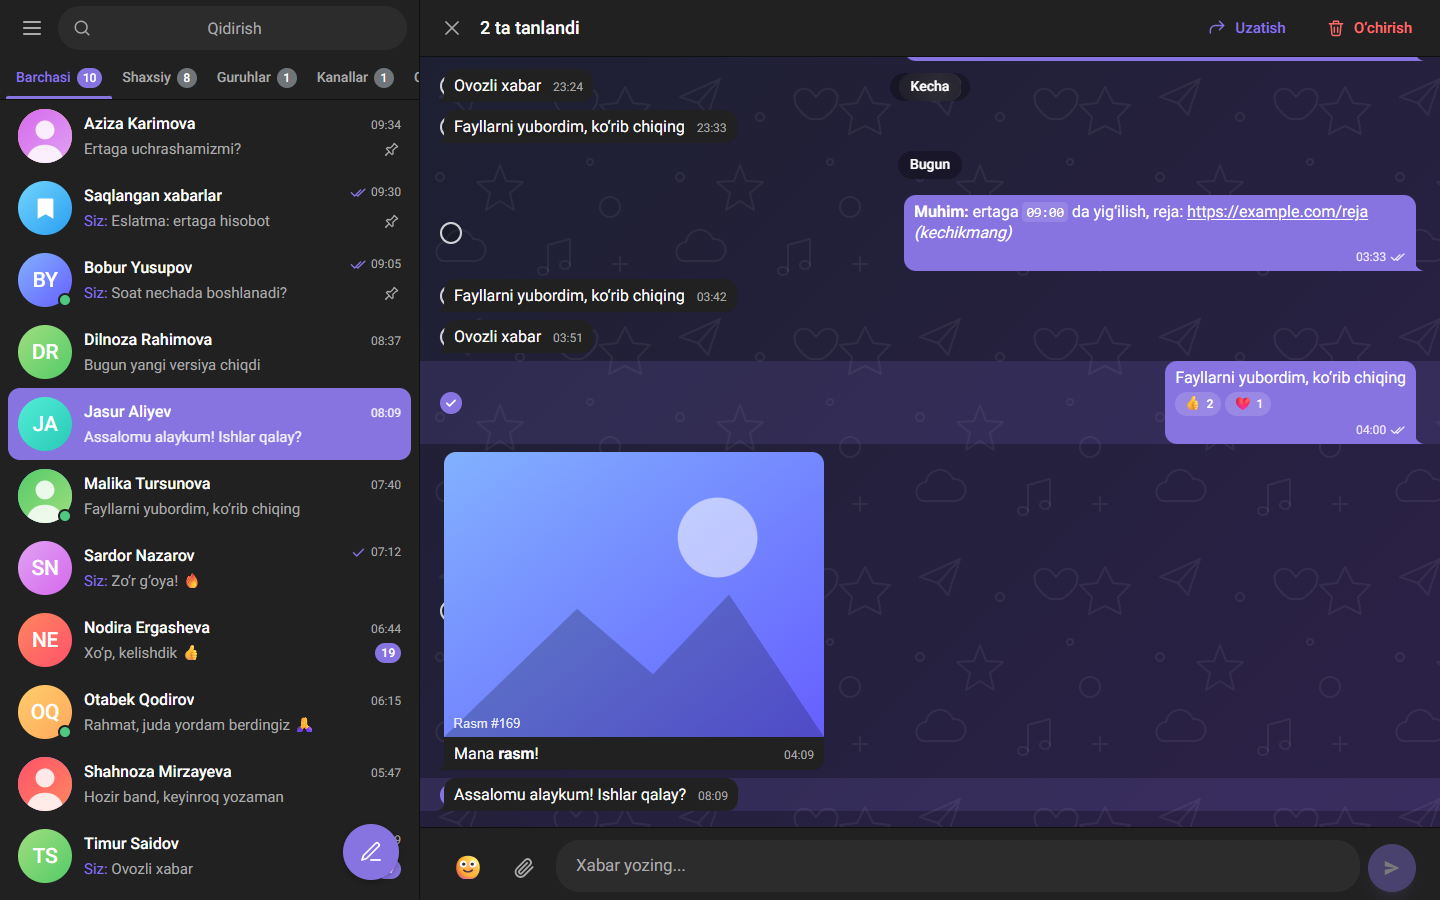 Qidirish
Barchasi 10 Shaxsiy 8 Guruhlar 1 Kanallar 1
Aziza Karimova 09:34
Ertaga uchrashamizmi?
Saqlangan xabarlar 09:30
Siz: Eslatma: ertaga hisobot
BY Bobur Yusupov 09:05
Siz: Soat nechada boshlanadi?
DR Dilnoza Rahimova 08:37
Bugun yangi versiya chiqdi
JA Jasur Aliyev 08:09
Assalomu alaykum! Ishlar qalay?
Malika Tursunova 07:40
Fayllarni yubordim, ko‘rib chiqing
SN Sardor Nazarov 07:12
Siz: Zo‘r g‘oya! 🔥
NE Nodira Ergasheva 06:44
Xo‘p, kelishdik 👍 19
OQ Otabek Qodirov 06:15
Rahmat, juda yordam berdingiz 🙏
Shahnoza Mirzayeva 05:47
Hozir band, keyinroq yozaman
TS Timur Saidov
Siz: Ovozli xabar
2 ta tanlandi Uzatish O‘chirish
Ovozli xabar 23:24
Kecha
Fayllarni yubordim, ko‘rib chiqing 23:33
Bugun
Muhim: ertaga 09:00 da yig‘ilish, reja: https://example.com/reja
(kechikmang)
03:33
Fayllarni yubordim, ko‘rib chiqing 03:42
Ovozli xabar 03:51
Fayllarni yubordim, ko‘rib chiqing
👍 2 ❤️ 1
04:00
Rasm #169
Mana rasm! 04:09
Assalomu alaykum! Ishlar qalay? 08:09
Xabar yozing...